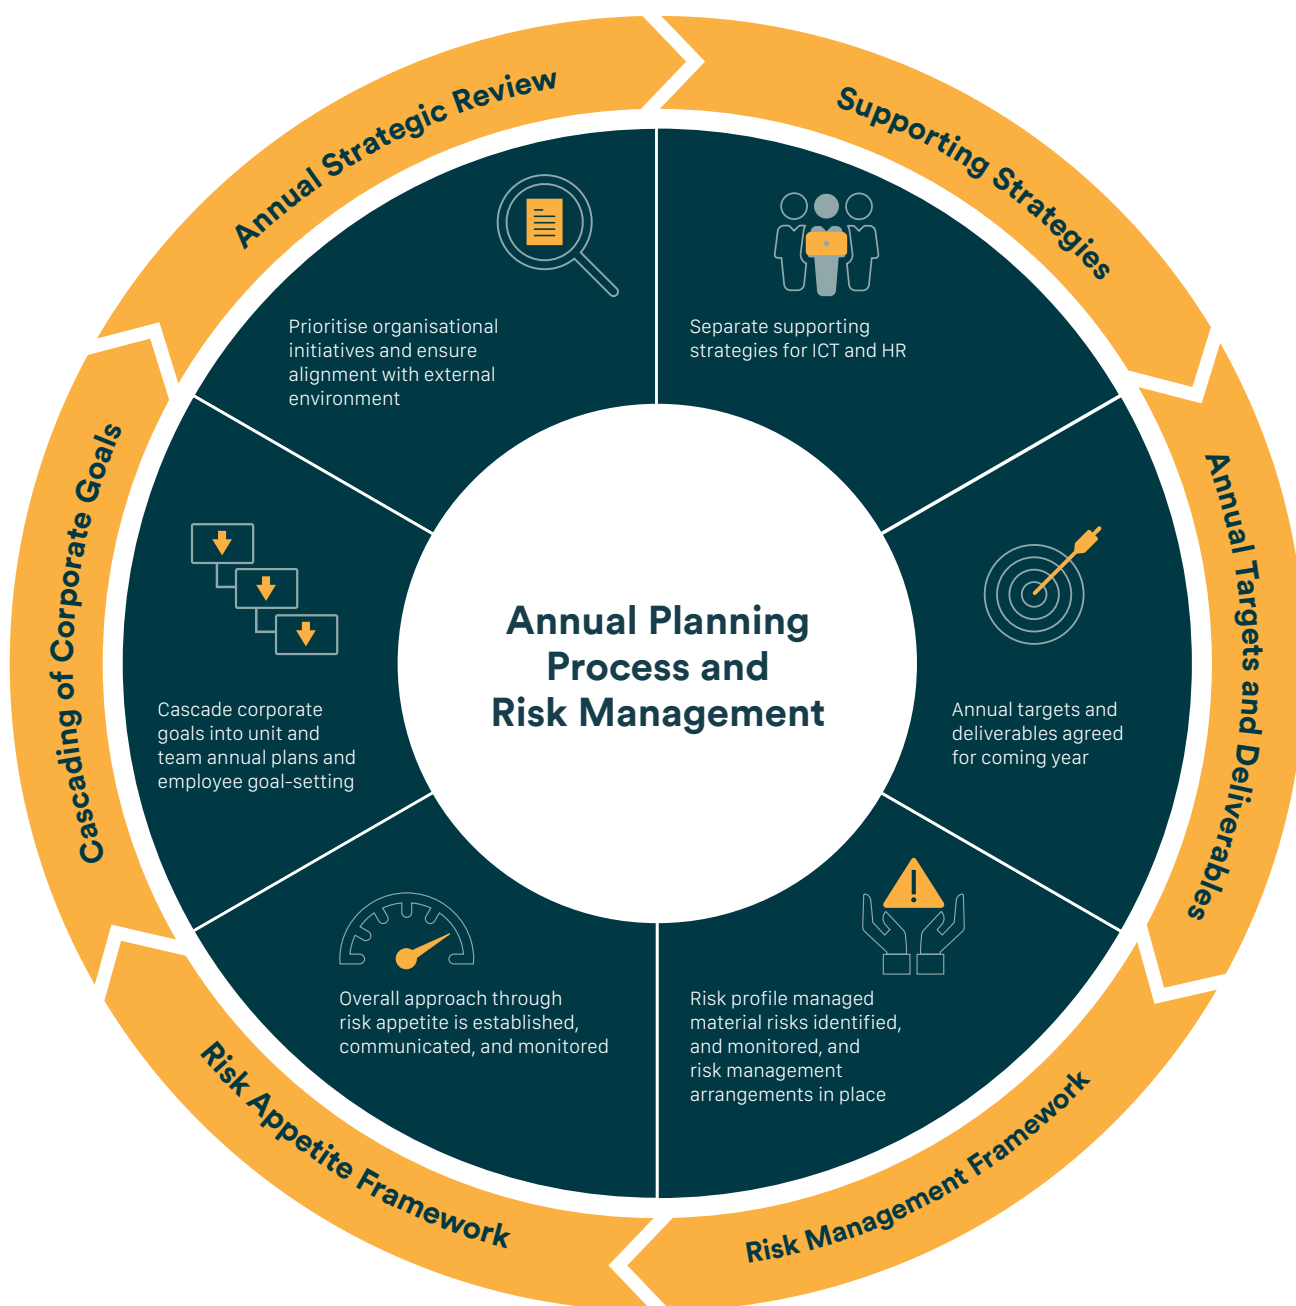 Annual Strategic Review
Prioritise organisational
initiatives and ensure
alignment with external
environment
Supporting Strategies
Separate supporting
strategies for ICT and HR
Annual Targets and Deliverables
Annual targets and
deliverables agreed
for coming year
Risk Management Framework
Risk profile managed
material risks identified,
and monitored, and
risk management
arrangements in place
Risk Appetite Framework
Overall approach through
risk appetite is established,
communicated, and monitored
Cascading of Corporate Goals
Cascade corporate
goals into unit and
team annual plans and
employee goal-setting
Annual Planning
Process and
Risk Management